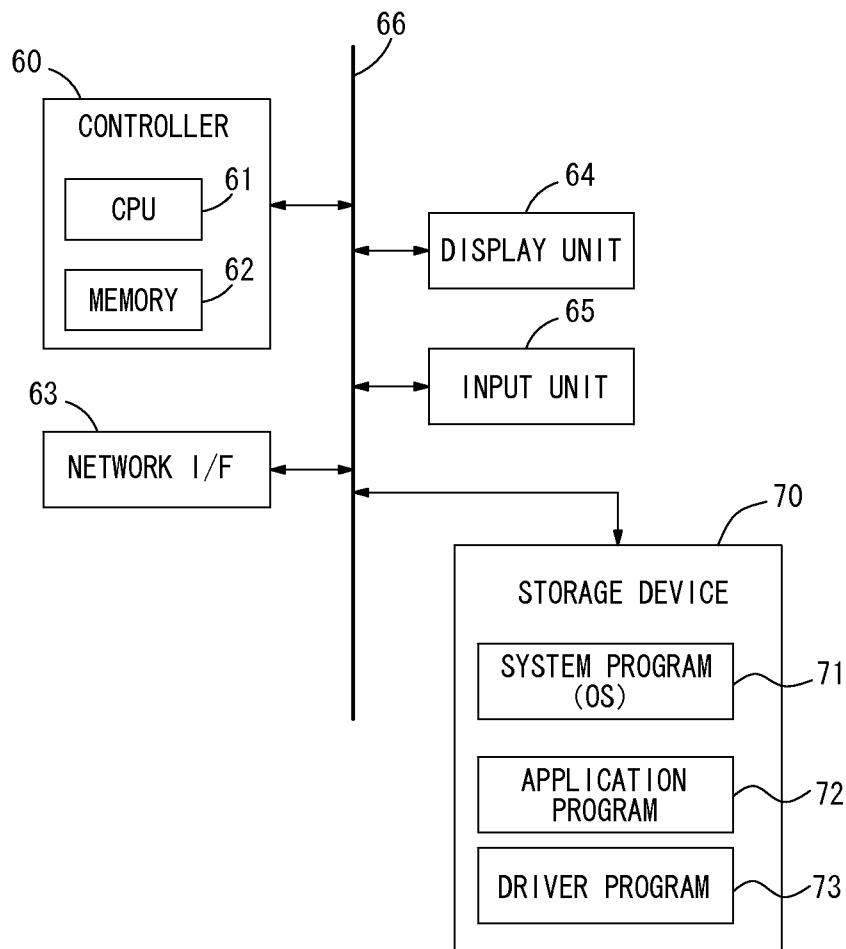 66
60
CONTROLLER
CPU
61
MEMORY
62
64
DISPLAY UNIT
65
INPUT UNIT
63
NETWORK I/F
70
STORAGE DEVICE
SYSTEM PROGRAM
(OS)
71
APPLICATION
PROGRAM
72
DRIVER PROGRAM
73